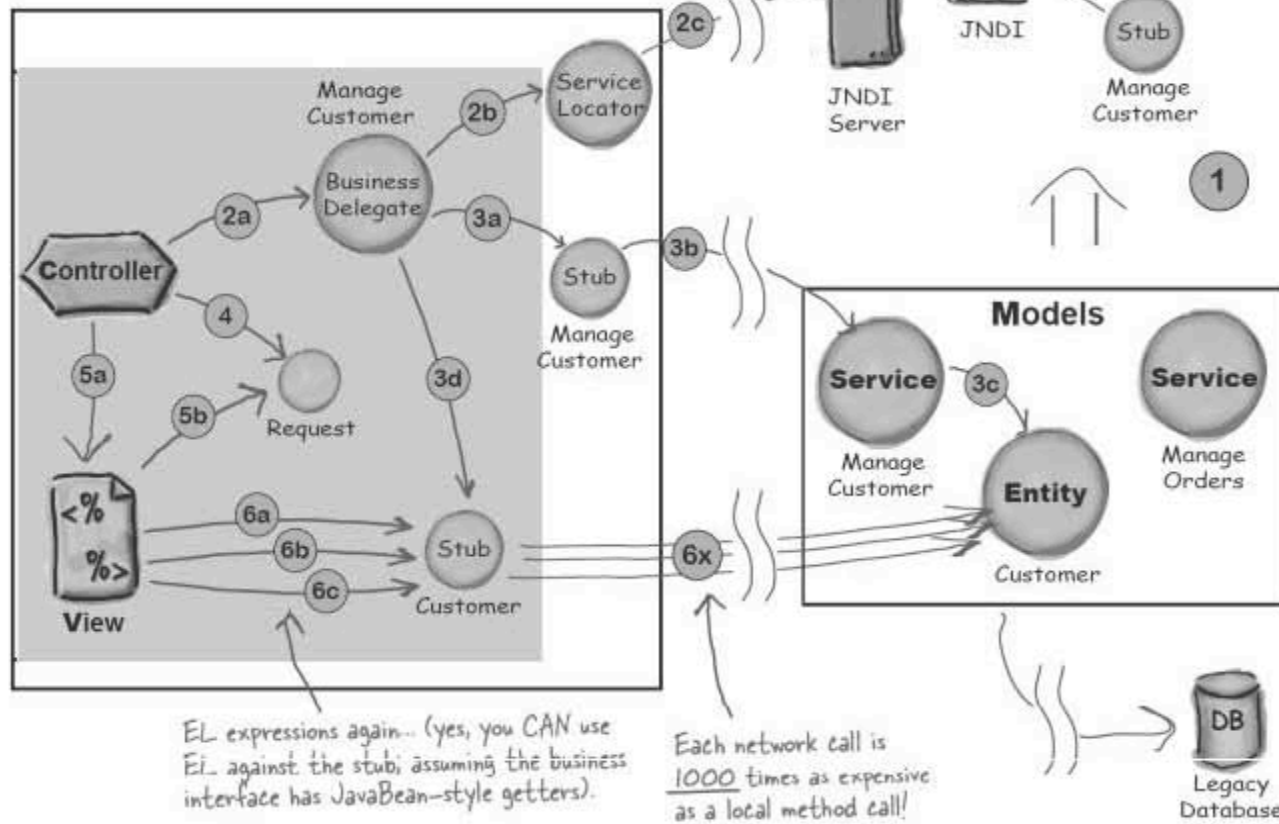 2c
JNDI
Stub
Manage
Customer
JNDI
Server
1
Manage
Customer
2b
Service
Locator
Business
Delegate
2a
3a
3b
Stub
Manage
Customer
Controller
4
5a
5b
Request
3d
Models
Service
3c
Service
Manage
Customer
Manage
Orders
Entity
Customer
<%
%>
View
6a
6b
6c
Stub
Customer
6x
EL expressions again... (yes, you CAN use
EL against the stub, assuming the business
interface has JavaBean-style getters).
Each network call is
1000 times as expensive
as a local method call!
DB
Legacy
Database